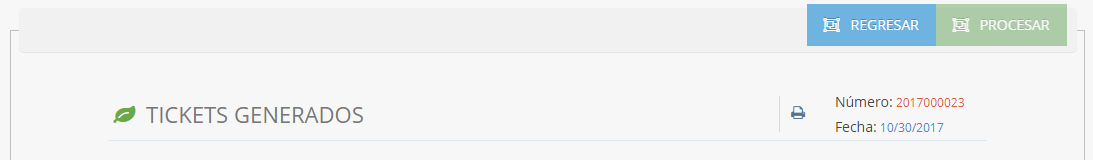 REGRESAR PROCESAR
TICKETS GENERADOS
Número: 2017000023
Fecha: 10/30/2017